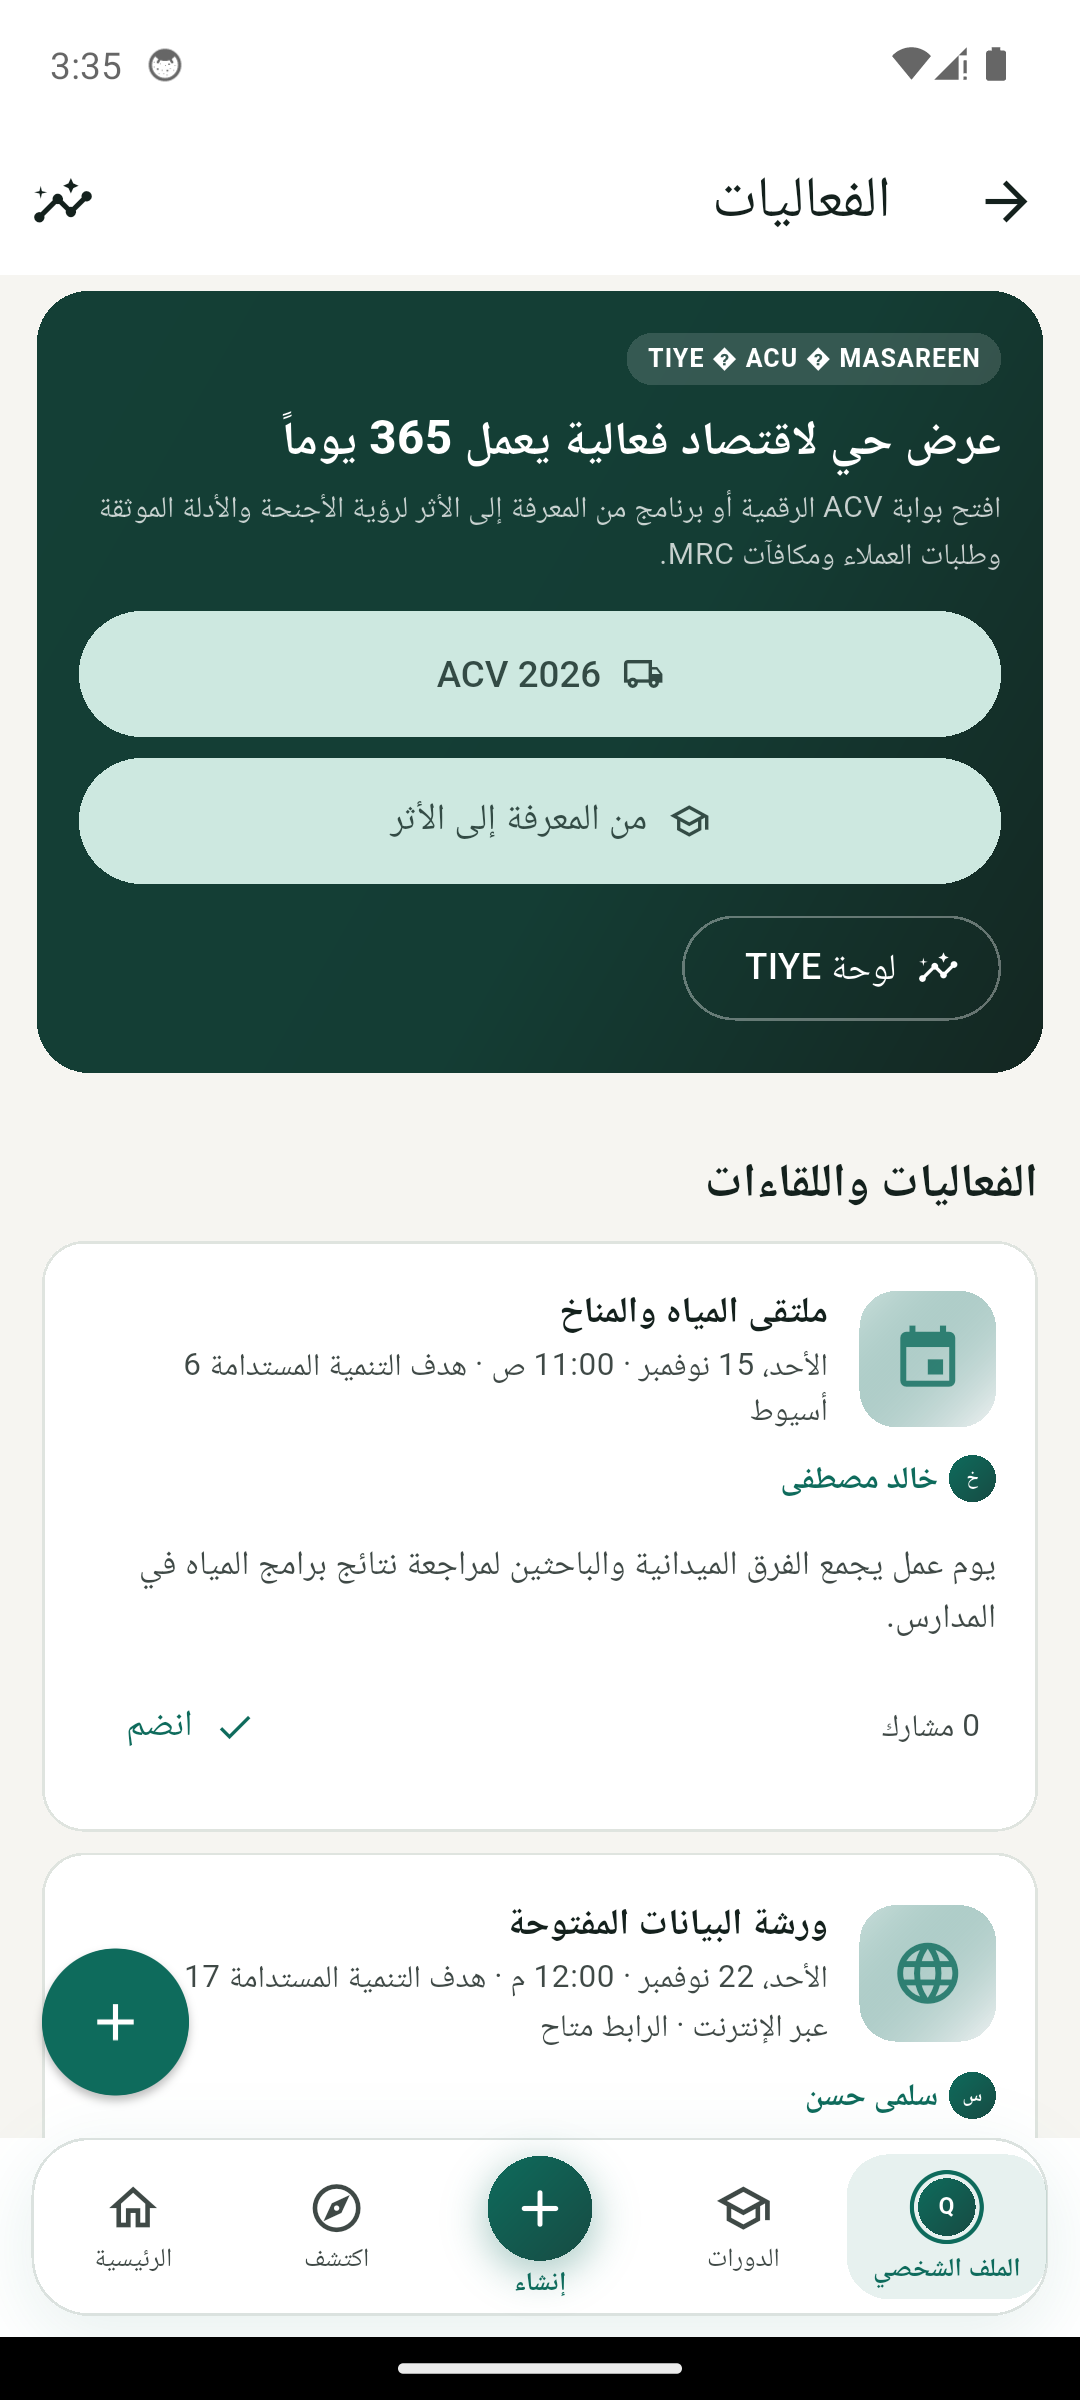 3:35
الفعاليات
TIYE � ACU � MASAREEN
عرض حي لاقتصاد فعالية يعمل 365 يوماً
افتح بوابة ACV الرقمية أو برنامج من المعرفة إلى الأثر لرؤية الأجنحة والأدلة الموثقة
وطلبات العملاء ومكافآت MRC.
ACV 2026
من المعرفة إلى الأثر
لوحة TIYE
الفعاليات واللقاءات
ملتقى المياه والمناخ
الأحد، 15 نوفمبر · 11:00 ص · هدف التنمية المستدامة 6
أسيوط
خ خالد مصطفى
يوم عمل يجمع الفرق الميدانية والباحثين لمراجعة نتائج برامج المياه في
المدارس.
0 مشارك
انضم
ورشة البيانات المفتوحة
الأحد، 22 نوفمبر · 12:00 م · هدف التنمية المستدامة 17
عبر الإنترنت · الرابط متاح
س سلمى حسن
Q
الملف الشخصي
الدورات
إنشاء
اكتشف
الرئيسية